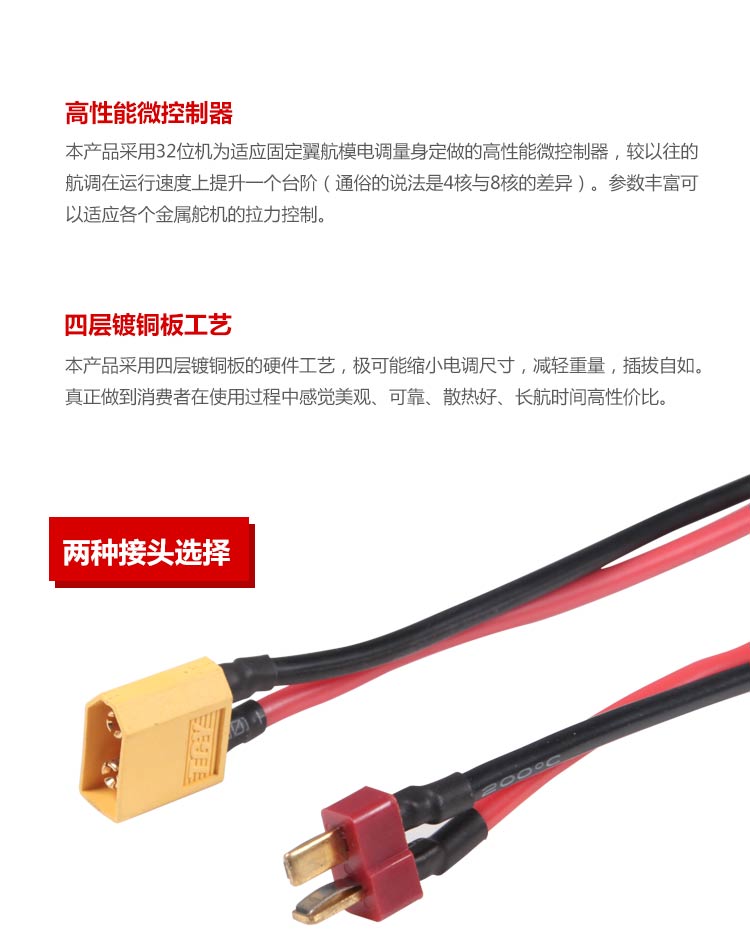 高性能微控制器
本产品采用32位机为适应固定翼航模电调量身定做的高性能微控制器，较以往的
航调在运行速度上提升一个台阶（通俗的说法是4核与8核的差异）。参数丰富可
以适应各个金属舵机的拉力控制。
四层镀铜板工艺
本产品采用四层镀铜板的硬件工艺，极可能缩小电调尺寸，减轻重量，插拔自如。
真正做到消费者在使用过程中感觉美观、可靠、散热好、长航时间高性价比。
两种接头选择
200°C